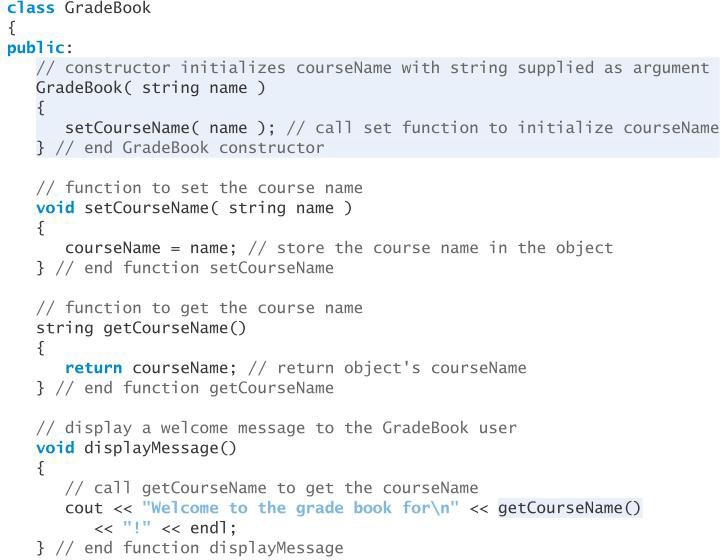 class GradeBook
{
public:
// constructor initializes courseName with string supplied as argument
GradeBook( string name )
{
setCourseName( name ); // call set function to initialize courseName
} // end GradeBook constructor
// function to set the course name
void setCourseName( string name )
{
courseName = name; // store the course name in the object
} // end function setCourseName
// function to get the course name
string getCourseName()
{
return courseName; // return object's courseName
} // end function getCourseName
// display a welcome message to the GradeBook user
void displayMessage()
{
// call getCourseName to get the courseName
cout << "Welcome to the grade book for\n" << getCourseName()
<< "!" << endl;
} // end function displayMessage